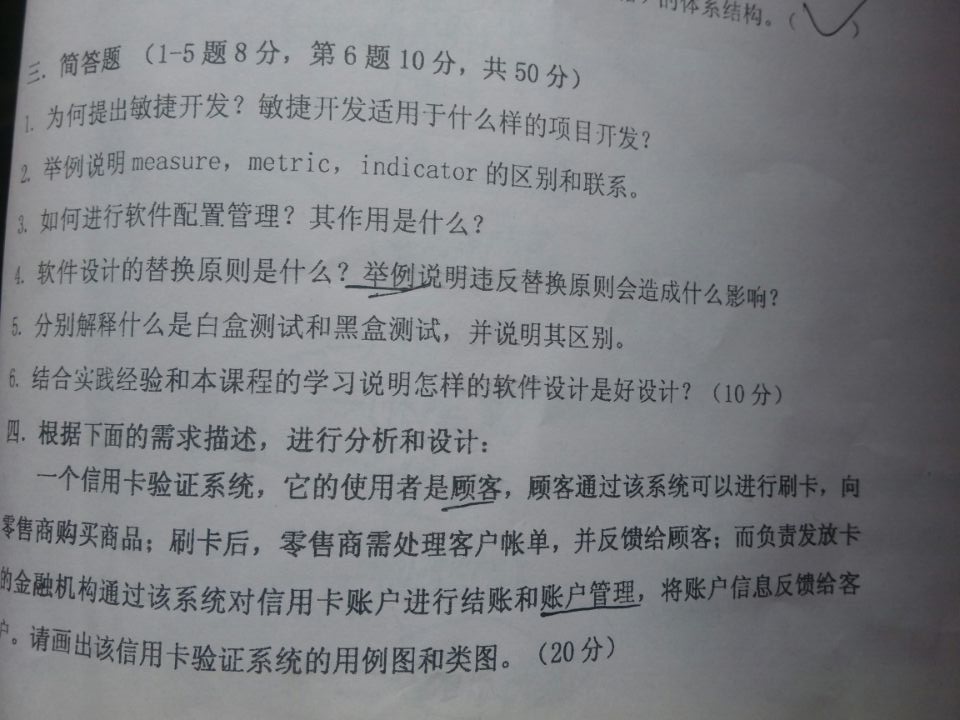 的体系结构。( )
三. 简答题 (1-5 题 8 分，第 6 题 10 分，共 50 分)
1. 为何提出敏捷开发？敏捷开发适用于什么样的项目开发？
2. 举例说明 measure，metric，indicator 的区别和联系。
3. 如何进行软件配置管理？其作用是什么？
4. 软件设计的替换原则是什么？举例说明违反替换原则会造成什么影响？
5. 分别解释什么是白盒测试和黑盒测试，并说明其区别。
6. 结合实践经验和本课程的学习说明怎样的软件设计是好设计？(10 分)
四. 根据下面的需求描述，进行分析和设计：
一个信用卡验证系统，它的使用者是顾客，顾客通过该系统可以进行刷卡，向
零售商购买商品；刷卡后，零售商需处理客户帐单，并反馈给顾客；而负责发放卡
的金融机构通过该系统对信用卡账户进行结账和账户管理，将账户信息反馈给客
户。请画出该信用卡验证系统的用例图和类图。(20 分)